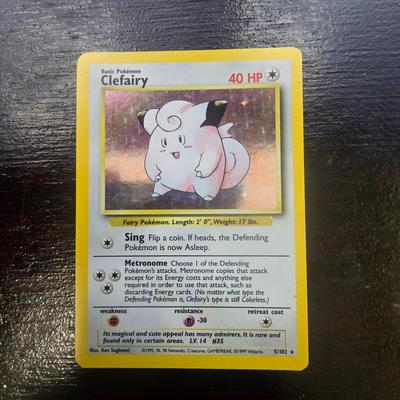 Basic Pokémon
Clefairy
40 HP
Fairy Pokémon. Length: 2' 0", Weight: 17 lbs.
Sing Flip a coin. If heads, the Defending
Pokémon is now Asleep.
Metronome Choose 1 of the Defending
Pokémon's attacks. Metronome copies that attack
except for its Energy costs and anything else
required in order to use that attack, such as
discarding Energy cards. (No matter what type the
Defending Pokémon is, Clefairy's type is still Colorless.)
weakness resistance retreat cost
-30
Its magical and cute appeal has many admirers. It is rare and
found only in certain areas. LV. 14 #35
Illus. Ken Sugimori ©1995, 96, 98 Nintendo, Creatures, GAMEFREAK. ©1999 Wizards. 5/102 ★